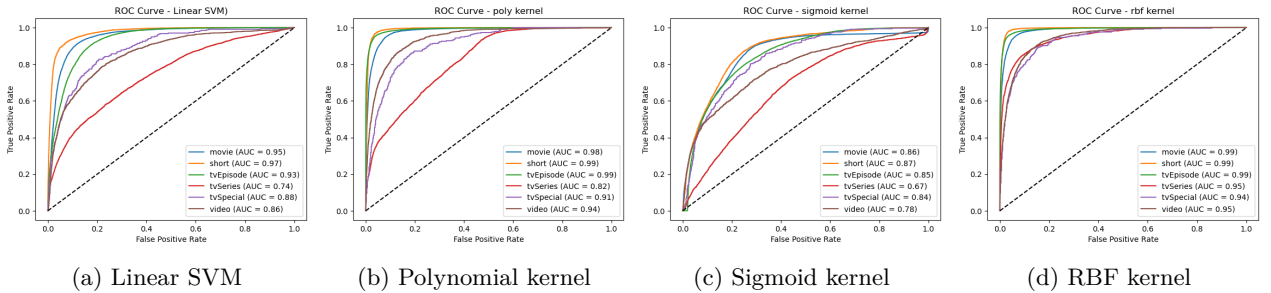 ROC Curve - Linear SVM)
True Positive Rate
1.0
0.8
0.6
0.4
0.2
0.0
movie (AUC = 0.95)
short (AUC = 0.97)
tvEpisode (AUC = 0.93)
tvSeries (AUC = 0.74)
tvSpecial (AUC = 0.88)
video (AUC = 0.86)
0.0 0.2 0.4 0.6 0.8 1.0
False Positive Rate
(a) Linear SVM
ROC Curve - poly kernel
True Positive Rate
1.0
0.8
0.6
0.4
0.2
0.0
movie (AUC = 0.98)
short (AUC = 0.99)
tvEpisode (AUC = 0.99)
tvSeries (AUC = 0.82)
tvSpecial (AUC = 0.91)
video (AUC = 0.94)
0.0 0.2 0.4 0.6 0.8 1.0
False Positive Rate
(b) Polynomial kernel
ROC Curve - sigmoid kernel
True Positive Rate
1.0
0.8
0.6
0.4
0.2
0.0
movie (AUC = 0.86)
short (AUC = 0.87)
tvEpisode (AUC = 0.85)
tvSeries (AUC = 0.67)
tvSpecial (AUC = 0.84)
video (AUC = 0.78)
0.0 0.2 0.4 0.6 0.8 1.0
False Positive Rate
(c) Sigmoid kernel
ROC Curve - rbf kernel
True Positive Rate
1.0
0.8
0.6
0.4
0.2
0.0
movie (AUC = 0.99)
short (AUC = 0.99)
tvEpisode (AUC = 0.99)
tvSeries (AUC = 0.95)
tvSpecial (AUC = 0.94)
video (AUC = 0.95)
0.0 0.2 0.4 0.6 0.8 1.0
False Positive Rate
(d) RBF kernel